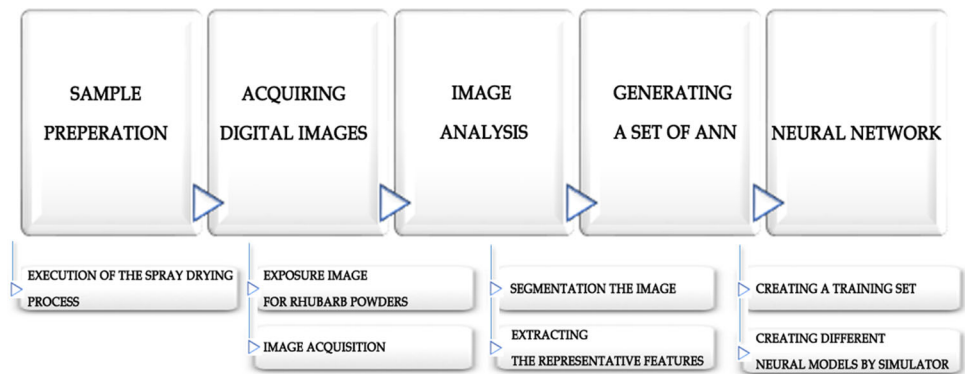 SAMPLE
PREPERATION
ACQUIRING
DIGITAL IMAGES
IMAGE
ANALYSIS
GENERATING
A SET OF ANN
NEURAL NETWORK
EXECUTION OF THE SPRAY DRYING
PROCESS
EXPOSURE IMAGE
FOR RHUBARB POWDERS
IMAGE ACQUISITION
SEGMENTATION THE IMAGE
EXTRACTING
THE REPRESENTATIVE FEATURES
CREATING A TRAINING SET
CREATING DIFFERENT
NEURAL MODELS BY SIMULATOR